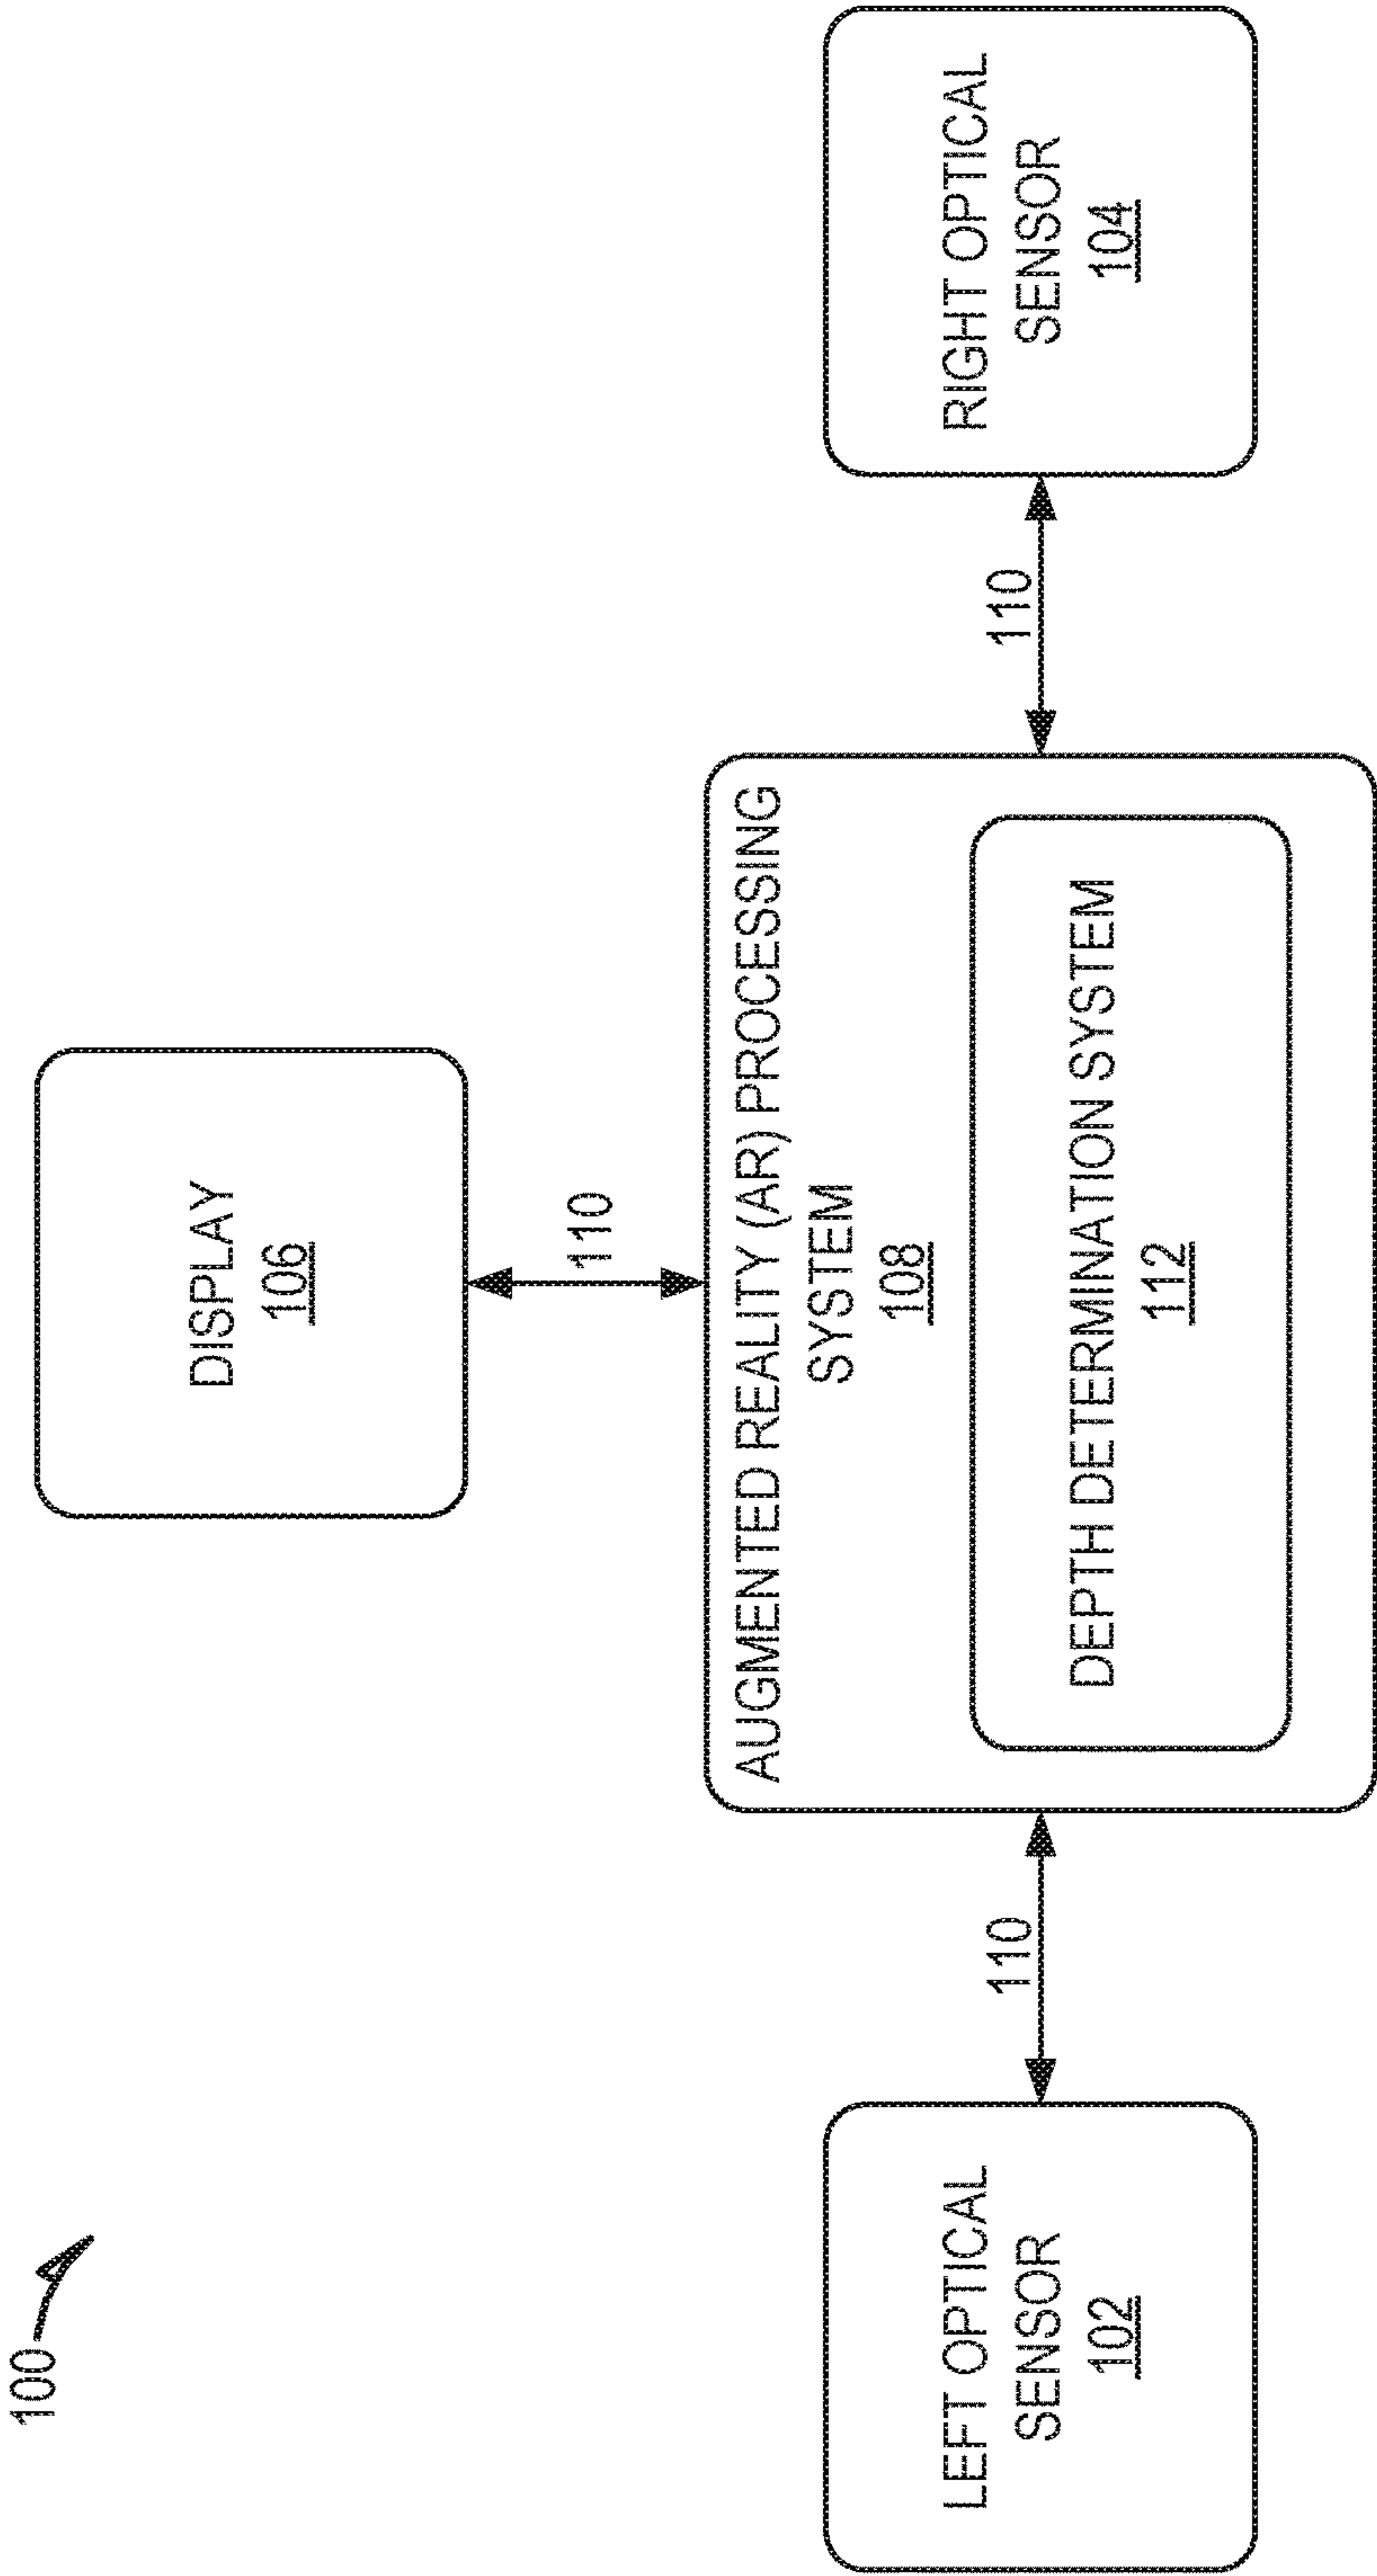 100
DISPLAY
106
110
AUGMENTED REALITY (AR) PROCESSING
SYSTEM
108
DEPTH DETERMINATION SYSTEM
112
LEFT OPTICAL
SENSOR
102
110
110
RIGHT OPTICAL
SENSOR
104